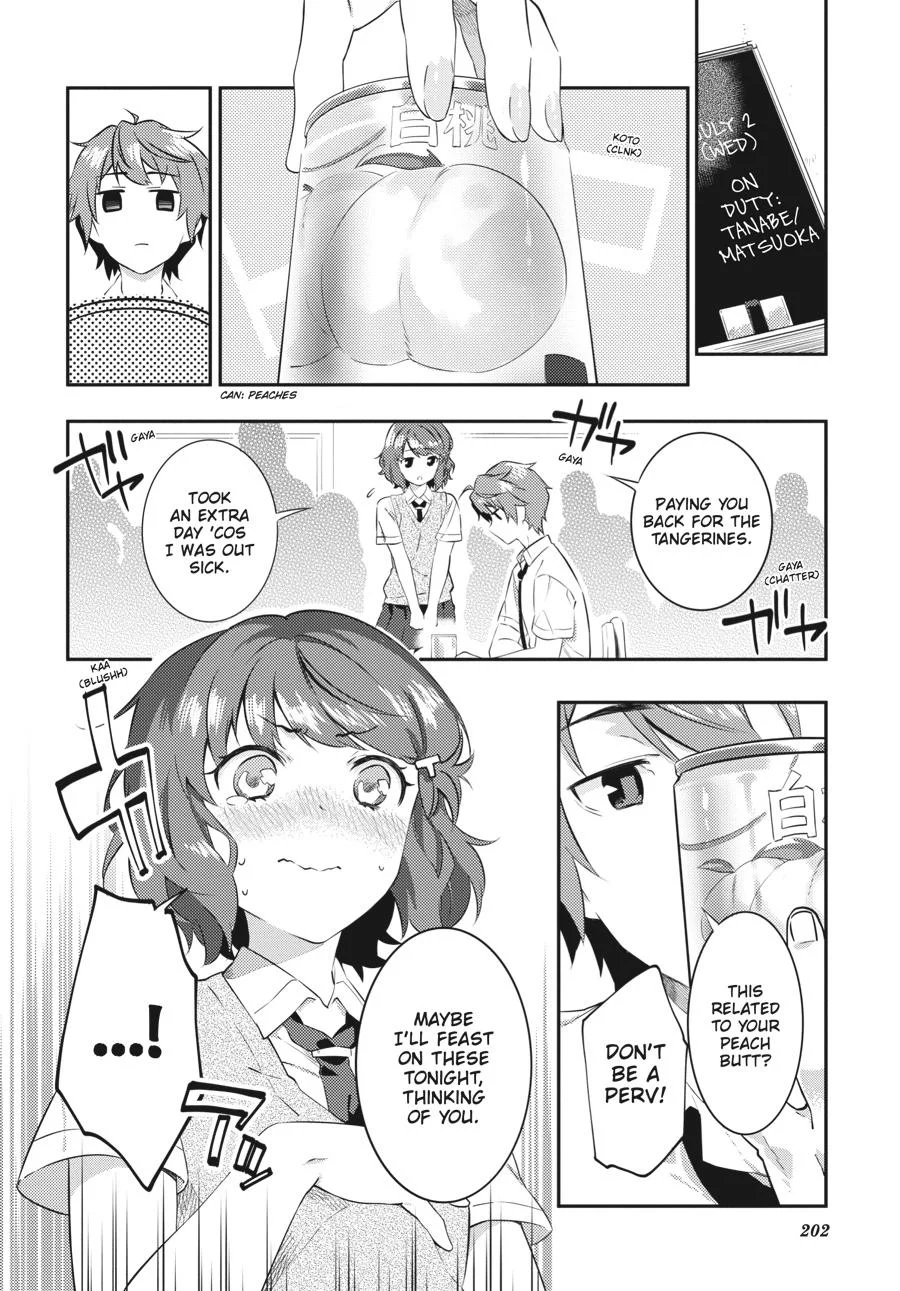 JULY 2
(WED)
ON
DUTY:
TANABE/
MATSUOKA
白桃
KOTO
(CLNK)
CAN: PEACHES
PAYING YOU
BACK FOR THE
TANGERINES.
ガヤ
GAYA
GAYA
(CHATTER)
ガヤ
TOOK
AN EXTRA
DAY 'COS
I WAS OUT
SICK.
GAYA
ガヤ
白
THIS
RELATED
TO YOUR
PEACH
BUTT?
DON'T
BE A
PERV!
MAYBE
I'LL FEAST
ON THESE
TONIGHT,
THINKING
OF YOU.
KAA
(BLUSHH)
カァァッ
...!
202